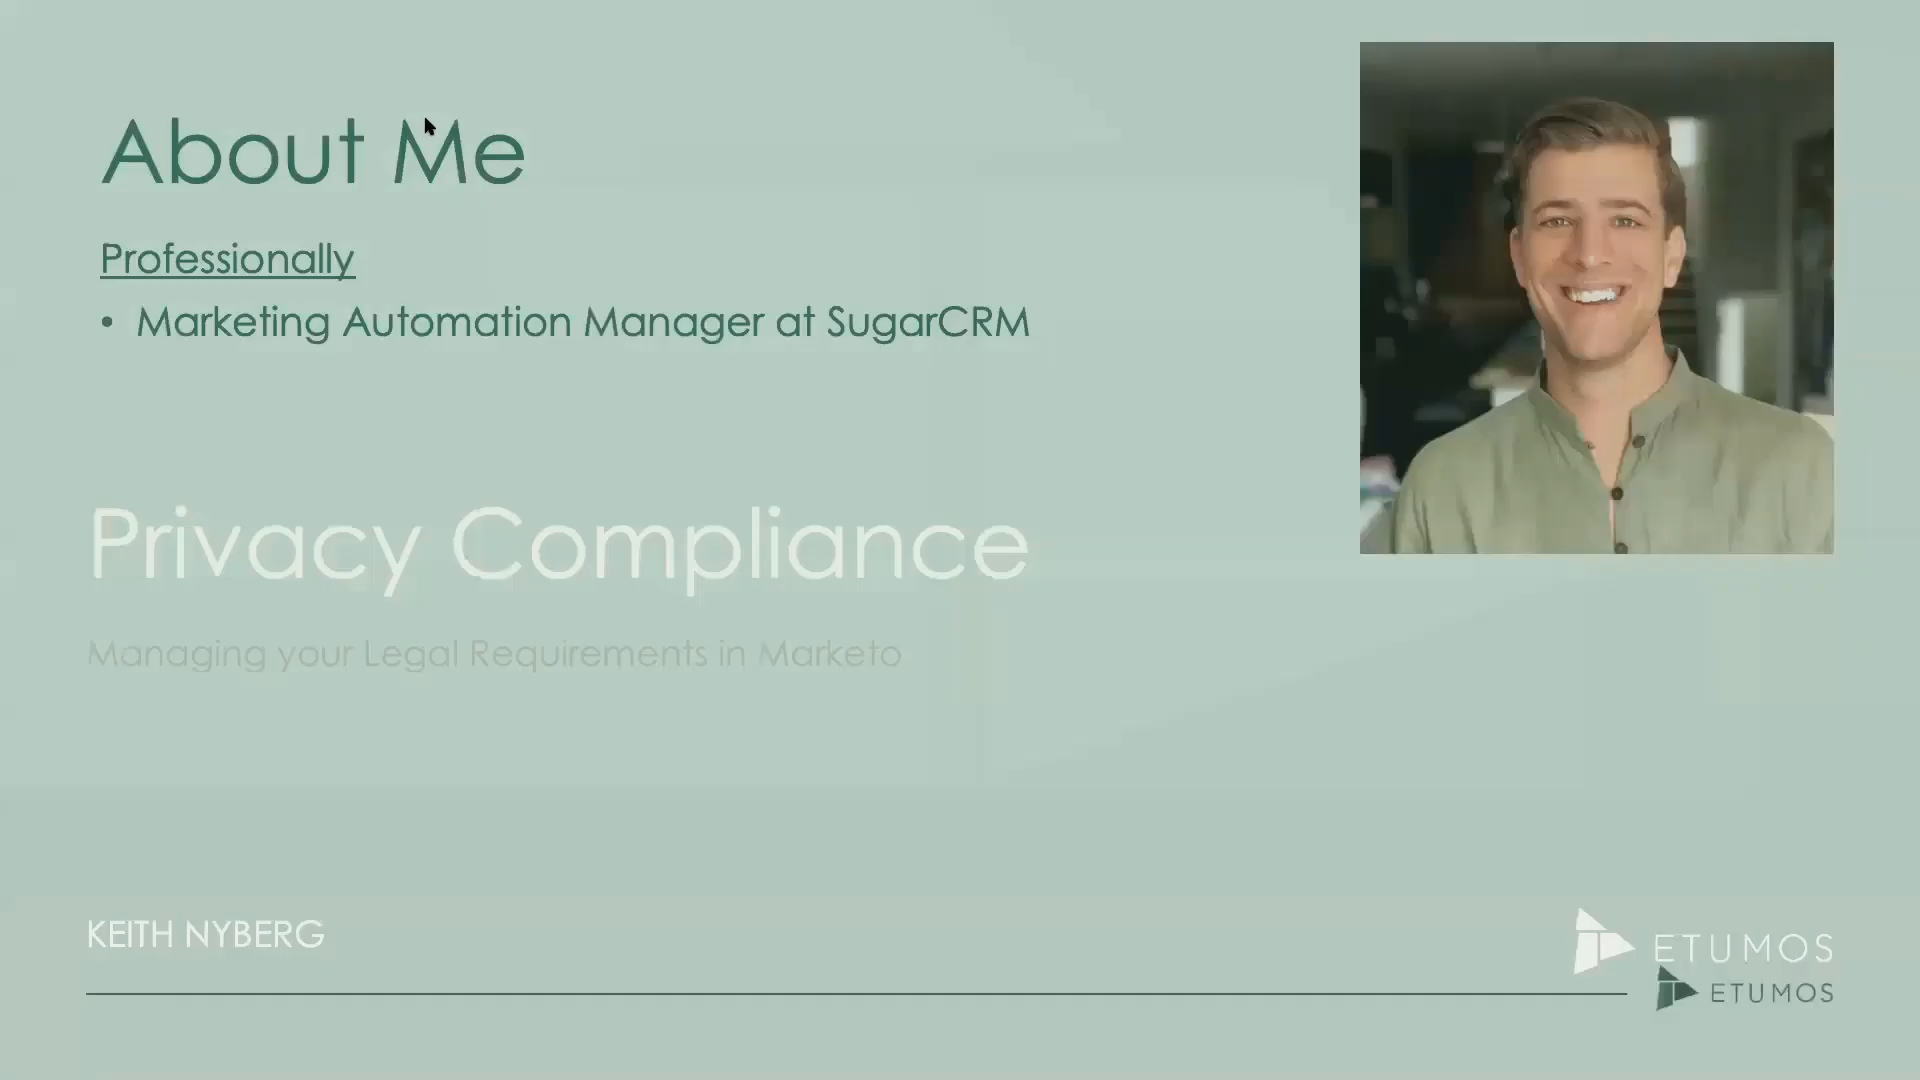 About Me
Professionally
• Marketing Automation Manager at SugarCRM
Privacy Compliance
Managing your Legal Requirements in Marketo
KEITH NYBERG
ETUMOS
ETUMOS